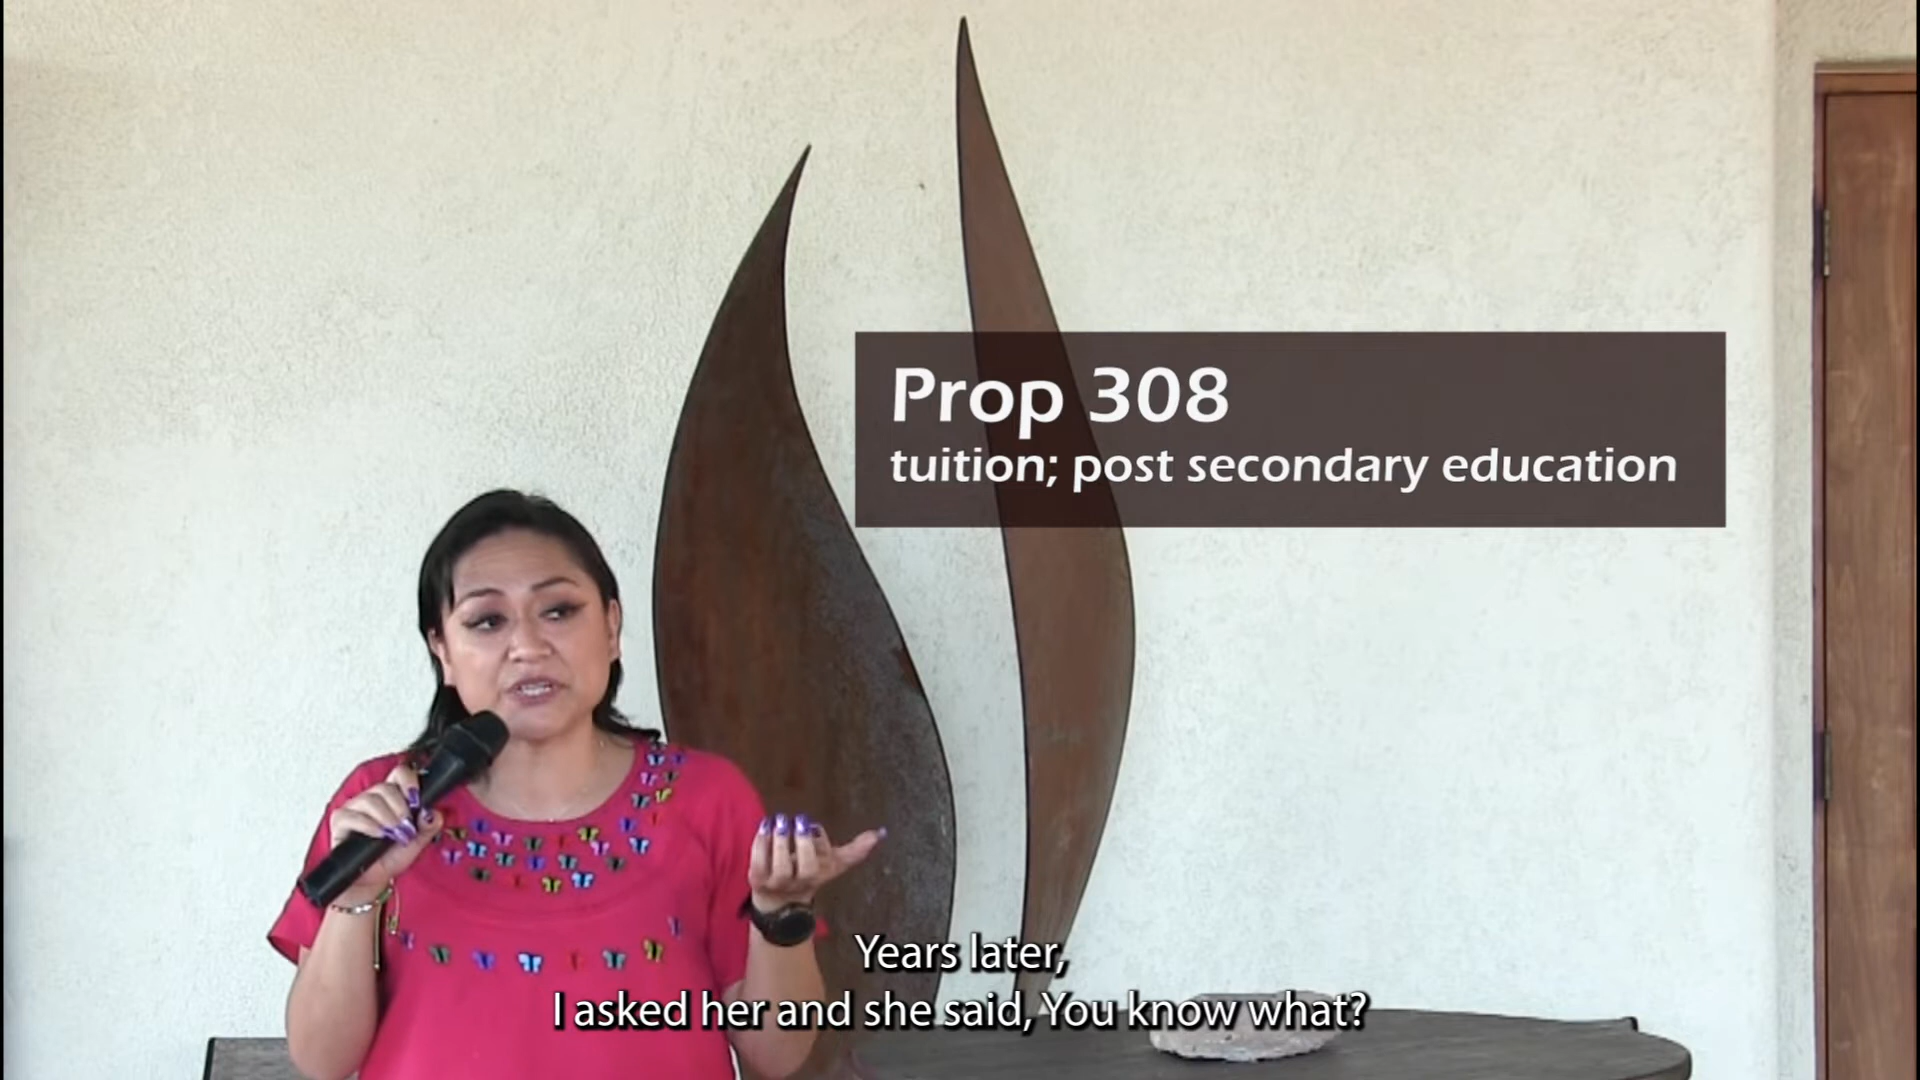 Prop 308
tuition; post secondary education
Years later,
I asked her and she said, You know what?